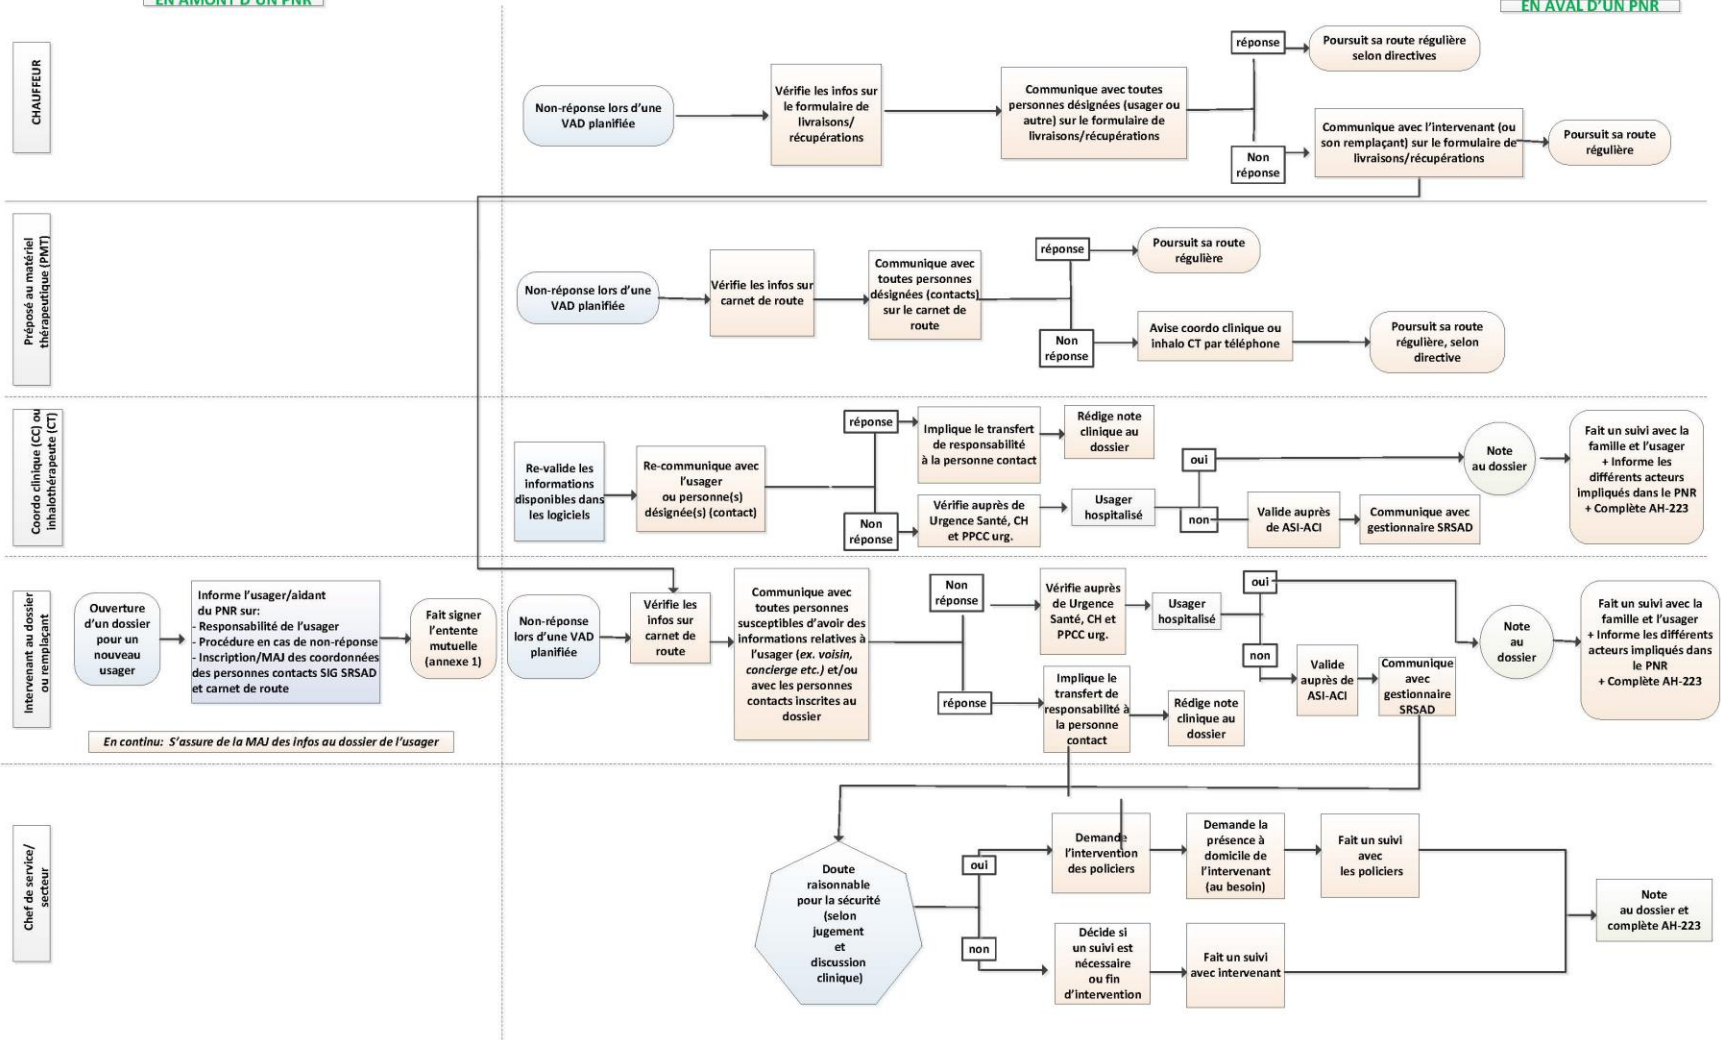 EN AMONT D'UN PNR
EN AVAL D'UN PNR
CHAUFFEUR
Non-réponse lors d'une
VAD planifiée
Vérifie les infos sur
le formulaire de
livraisons/
récupérations
Communique avec toutes
personnes désignées (usager ou
autre) sur le formulaire de
livraisons/récupérations
réponse
Poursuit sa route régulière
selon directives
Non
réponse
Communique avec l'intervenant (ou
son remplaçant) sur le formulaire de
livraisons/récupérations
Poursuit sa route
régulière
Préposé au matériel
thérapeutique (PMT)
Non-réponse lors d'une
VAD planifiée
Vérifie les infos sur
carnet de route
Communique avec
toutes personnes
désignées (contacts)
sur le carnet de
route
réponse
Poursuit sa route
régulière
Non
réponse
Avise coordo clinique ou
inhalo CT par téléphone
Poursuit sa route
régulière, selon
directive
Coordo clinique (CC) ou
inhalothérapeute (CT)
Re-valide les
informations
disponibles dans
les logiciels
Re-communique avec
l'usager
ou personne(s)
désignée(s) (contact)
réponse
Implique le transfert
de responsabilité
à la personne contact
Rédige note
clinique au
dossier
Non
réponse
Vérifie auprès de
Urgence Santé, CH
et PPCC urg.
Usager
hospitalisé
oui
non
Valide auprès
de ASI-ACI
Communique avec
gestionnaire SRSAD
Note
au dossier
Fait un suivi avec la
famille et l'usager
+ Informe les
différents acteurs
impliqués dans le PNR
+ Complète AH-223
Intervenant au dossier
ou remplaçant
Ouverture
d'un dossier
pour un
nouveau
usager
Informe l'usager/aidant
du PNR sur:
- Responsabilité de l'usager
- Procédure en cas de non-réponse
- Inscription/MAJ des coordonnées
des personnes contacts SIG SRSAD
et carnet de route
Fait signer
l'entente
mutuelle
(annexe 1)
En continu: S'assure de la MAJ des infos au dossier de l'usager
Non-réponse
lors d'une VAD
planifiée
Vérifie les
infos sur
carnet de
route
Communique avec
toutes personnes
susceptibles d'avoir des
informations relatives à
l'usager (ex. voisin,
concierge etc.) et/ou
avec les personnes
contacts inscrites au
dossier
Non
réponse
Vérifie auprès
de Urgence
Santé, CH et
PPCC urg.
Usager
hospitalisé
réponse
Implique le
transfert de
responsabilité à
la personne
contact
Rédige note
clinique au
dossier
oui
non
Valide
auprès de
ASI-ACI
Communique
avec
gestionnaire
SRSAD
Note
au
dossier
Fait un suivi avec la
famille et l'usager
+ Informe les différents
acteurs impliqués dans
le PNR
+ Complète AH-223
Chef de service/
secteur
Doute
raisonnable
pour la sécurité
(selon
jugement
et
discussion
clinique)
oui
Demande
l'intervention
des policiers
Demande la
présence à
domicile de
l'intervenant
(au besoin)
Fait un suivi
avec
les policiers
non
Décide si
un suivi est
nécessaire
ou fin
d'intervention
Fait un suivi
avec intervenant
Note
au dossier et
complète AH-223